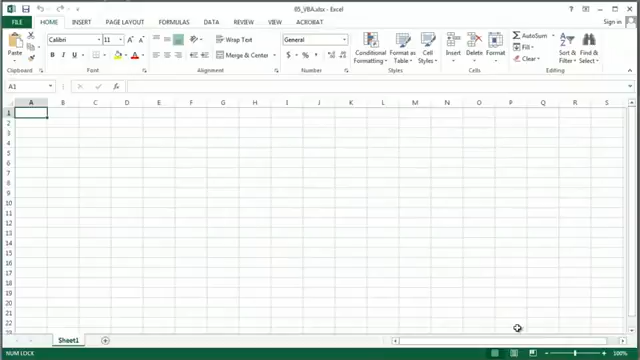 05_VBA.xlsx - Excel
FILE HOME INSERT PAGE LAYOUT FORMULAS DATA REVIEW VIEW ACROBAT Sign in
Paste Calibri 11 Wrap Text General Conditional Formatting Format as Table Cell Styles Insert Delete Format AutoSum Sort & Filter Find & Select
B I U A Merge & Center $ % Fill
Clear
Clipboard Font Alignment Number Styles Cells Editing
A1 fx
A B C D E F G H I J K L M N O P Q R S
1
2
3
4
5
6
7
8
9
10
11
12
13
14
15
16
17
18
19
20
21
22
23
Sheet1
NUM LOCK 100%